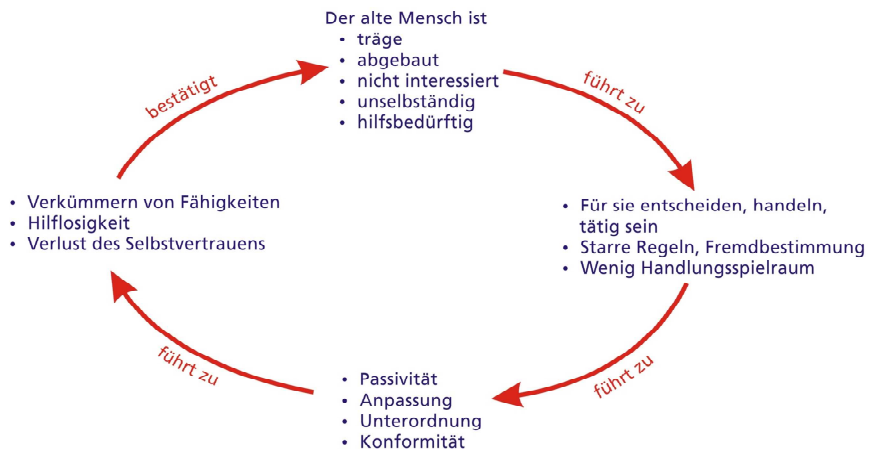 Der alte Mensch ist
• träge
• abgebaut
• nicht interessiert
• unselbständig
• hilfsbedürftig
führt zu
• Für sie entscheiden, handeln,
tätig sein
• Starre Regeln, Fremdbestimmung
• Wenig Handlungsspielraum
führt zu
• Passivität
• Anpassung
• Unterordnung
• Konformität
führt zu
• Verkümmern von Fähigkeiten
• Hilflosigkeit
• Verlust des Selbstvertrauens
bestätigt